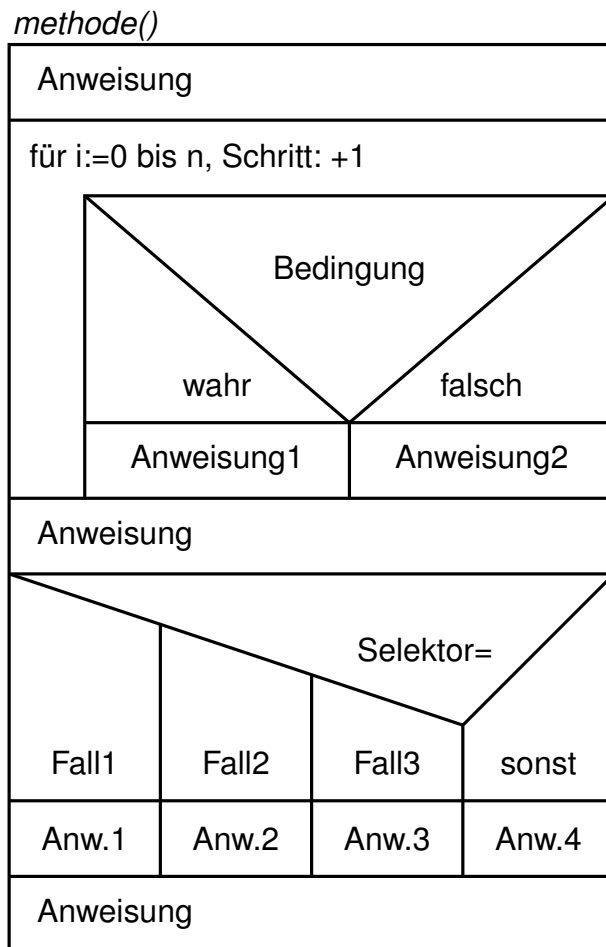 methode()
Anweisung
für i:=0 bis n, Schritt: +1
Bedingung
wahr falsch
Anweisung1 Anweisung2
Anweisung
Selektor=
Fall1 Fall2 Fall3 sonst
Anw.1 Anw.2 Anw.3 Anw.4
Anweisung